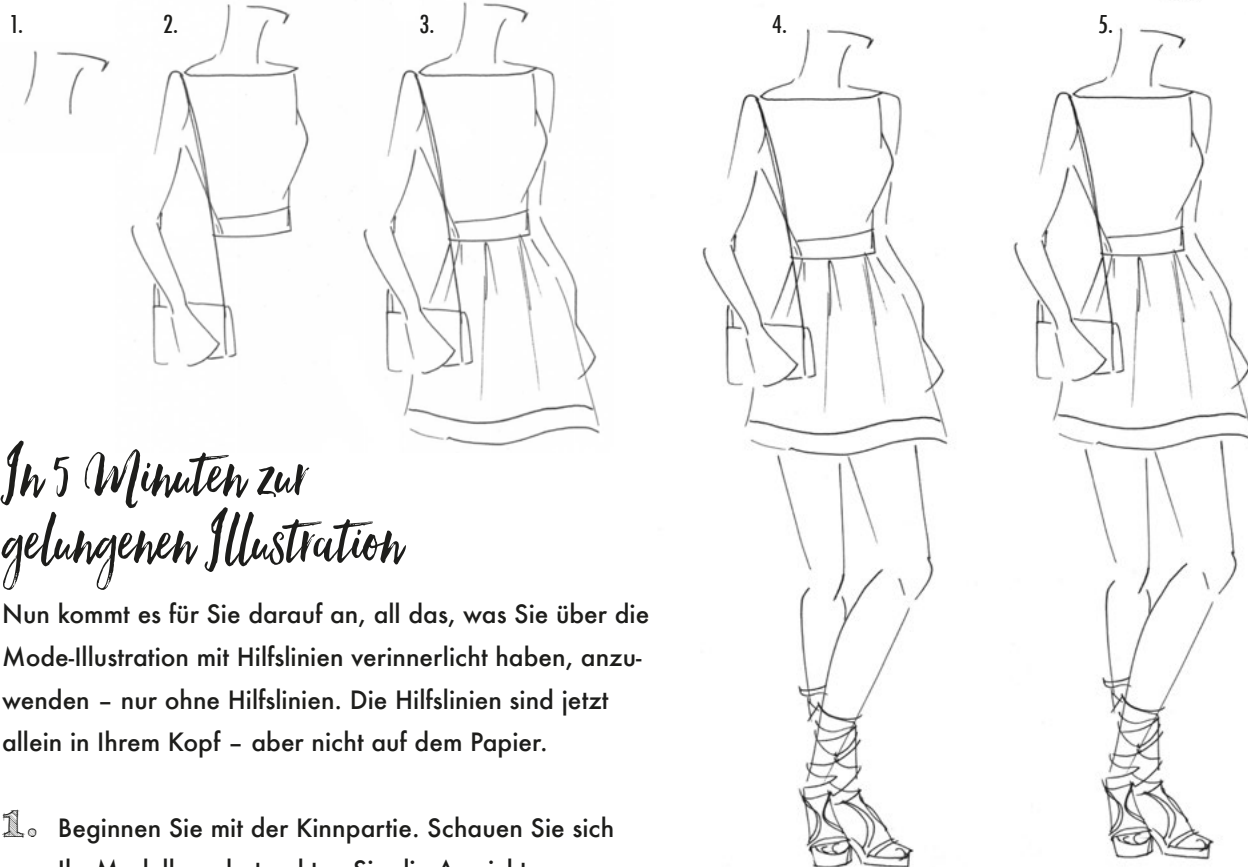 1.
2.
3.
4.
5.
In 5 Minuten zur
gelungenen Illustration
Nun kommt es für Sie darauf an, all das, was Sie über die
Mode-Illustration mit Hilfslinien verinnerlicht haben, anzu-
wenden – nur ohne Hilfslinien. Die Hilfslinien sind jetzt
allein in Ihrem Kopf – aber nicht auf dem Papier.
1. Beginnen Sie mit der Kinnpartie. Schauen Sie sich